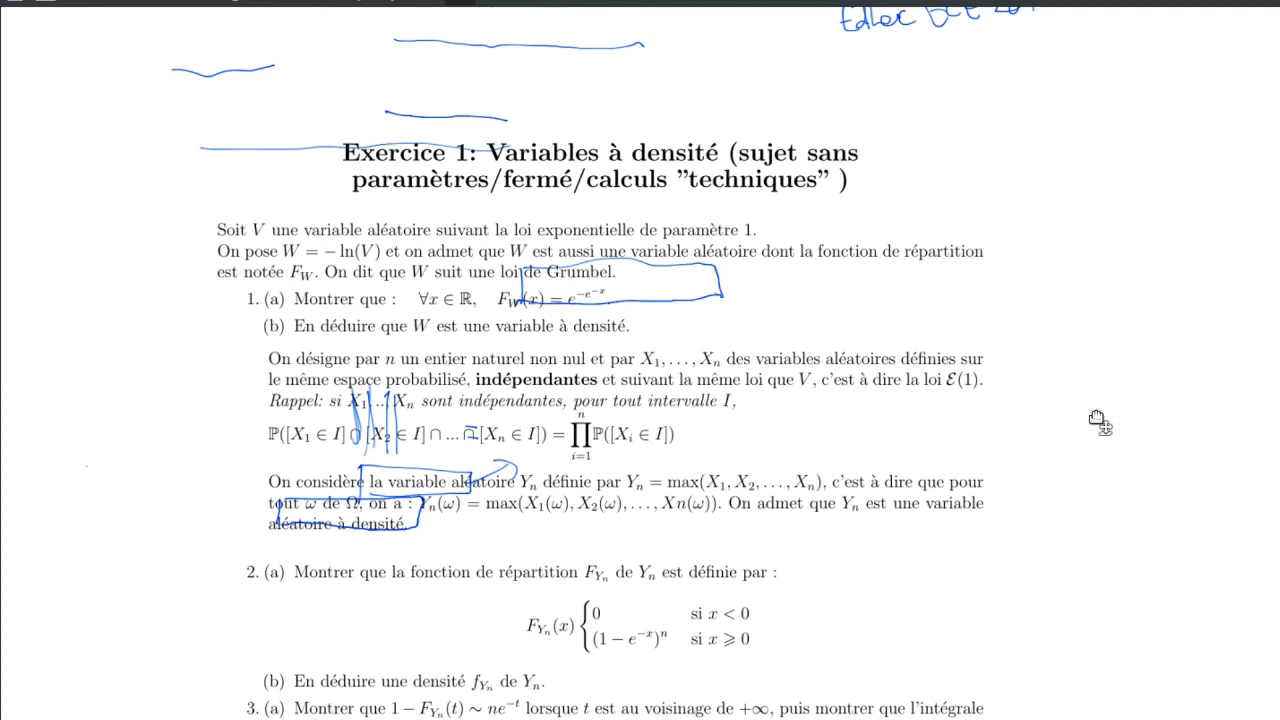 Exercice 1: Variables à densité (sujet sans
paramètres/fermé/calculs "techniques" )
Soit V une variable aléatoire suivant la loi exponentielle de paramètre 1.
On pose W = − ln(V) et on admet que W est aussi une variable aléatoire dont la fonction de répartition
est notée F_W. On dit que W suit une loi de Grumbel.
1. (a) Montrer que : ∀x ∈ ℝ, F_W(x) = e^{−e^{−x}}
(b) En déduire que W est une variable à densité.
On désigne par n un entier naturel non nul et par X_1, . . . , X_n des variables aléatoires définies sur
le même espace probabilisé, indépendantes et suivant la même loi que V, c'est à dire la loi ℰ(1).
Rappel: si X_1 ... X_n sont indépendantes, pour tout intervalle I,
ℙ([X_1 ∈ I] ∩ [X_2 ∈ I] ∩ ... ∩ [X_n ∈ I]) = ∏_{i=1}^{n} ℙ([X_i ∈ I])
On considère la variable aléatoire Y_n définie par Y_n = max(X_1, X_2, . . . , X_n), c'est à dire que pour
tout ω de Ω, on a : Y_n(ω) = max(X_1(ω), X_2(ω), . . . , Xn(ω)). On admet que Y_n est une variable
aléatoire à densité.
2. (a) Montrer que la fonction de répartition F_{Y_n} de Y_n est définie par :
F_{Y_n}(x) { 0 si x < 0
(1 − e^{−x})^n si x ⩾ 0
(b) En déduire une densité f_{Y_n} de Y_n.
3. (a) Montrer que 1 − F_{Y_n}(t) ∼ ne^{−t} lorsque t est au voisinage de +∞, puis montrer que l'intégrale